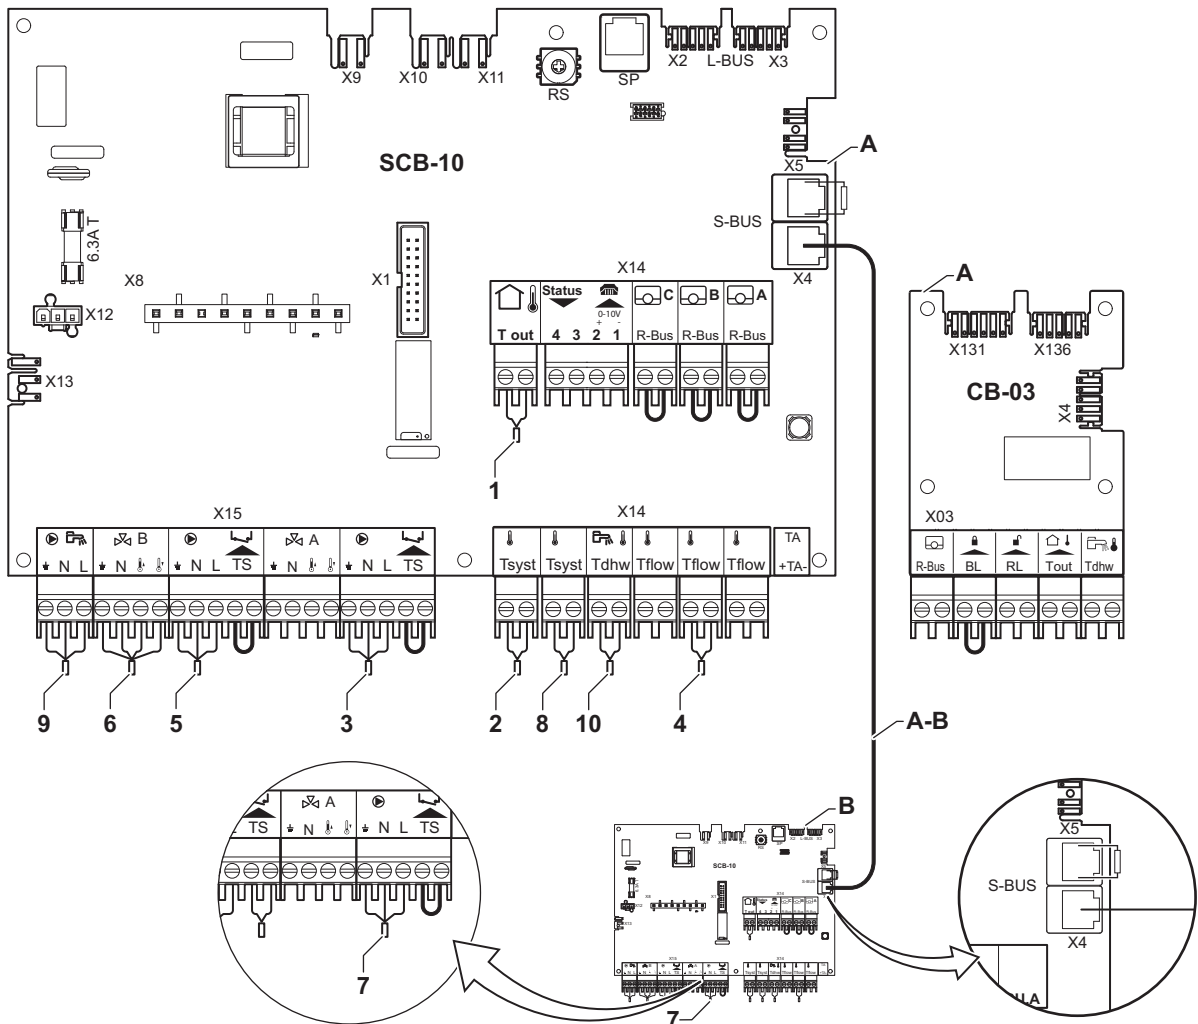 X9
X10
X11
RS
SP
X2
L-BUS
X3
SCB-10
X5
A
S-BUS
X4
6.3A T
X8
X1
X12
X13
X14
Status
C
B
A
0-10V
+ -
T out
4 3 2 1
R-Bus
R-Bus
R-Bus
1
A
X131
X136
CB-03
X4
X03
R-Bus
BL
RL
Tout
Tdhw
X15
B
A
N L
N
N L
TS
N
N L
TS
X14
Tsyst
Tsyst
Tdhw
Tflow
Tflow
Tflow
TA
+TA-
9
6
5
3
2
8
10
4
A-B
A
TS
N
N L
TS
7
B
SCB-10
S-BUS
7
X5
S-BUS
X4